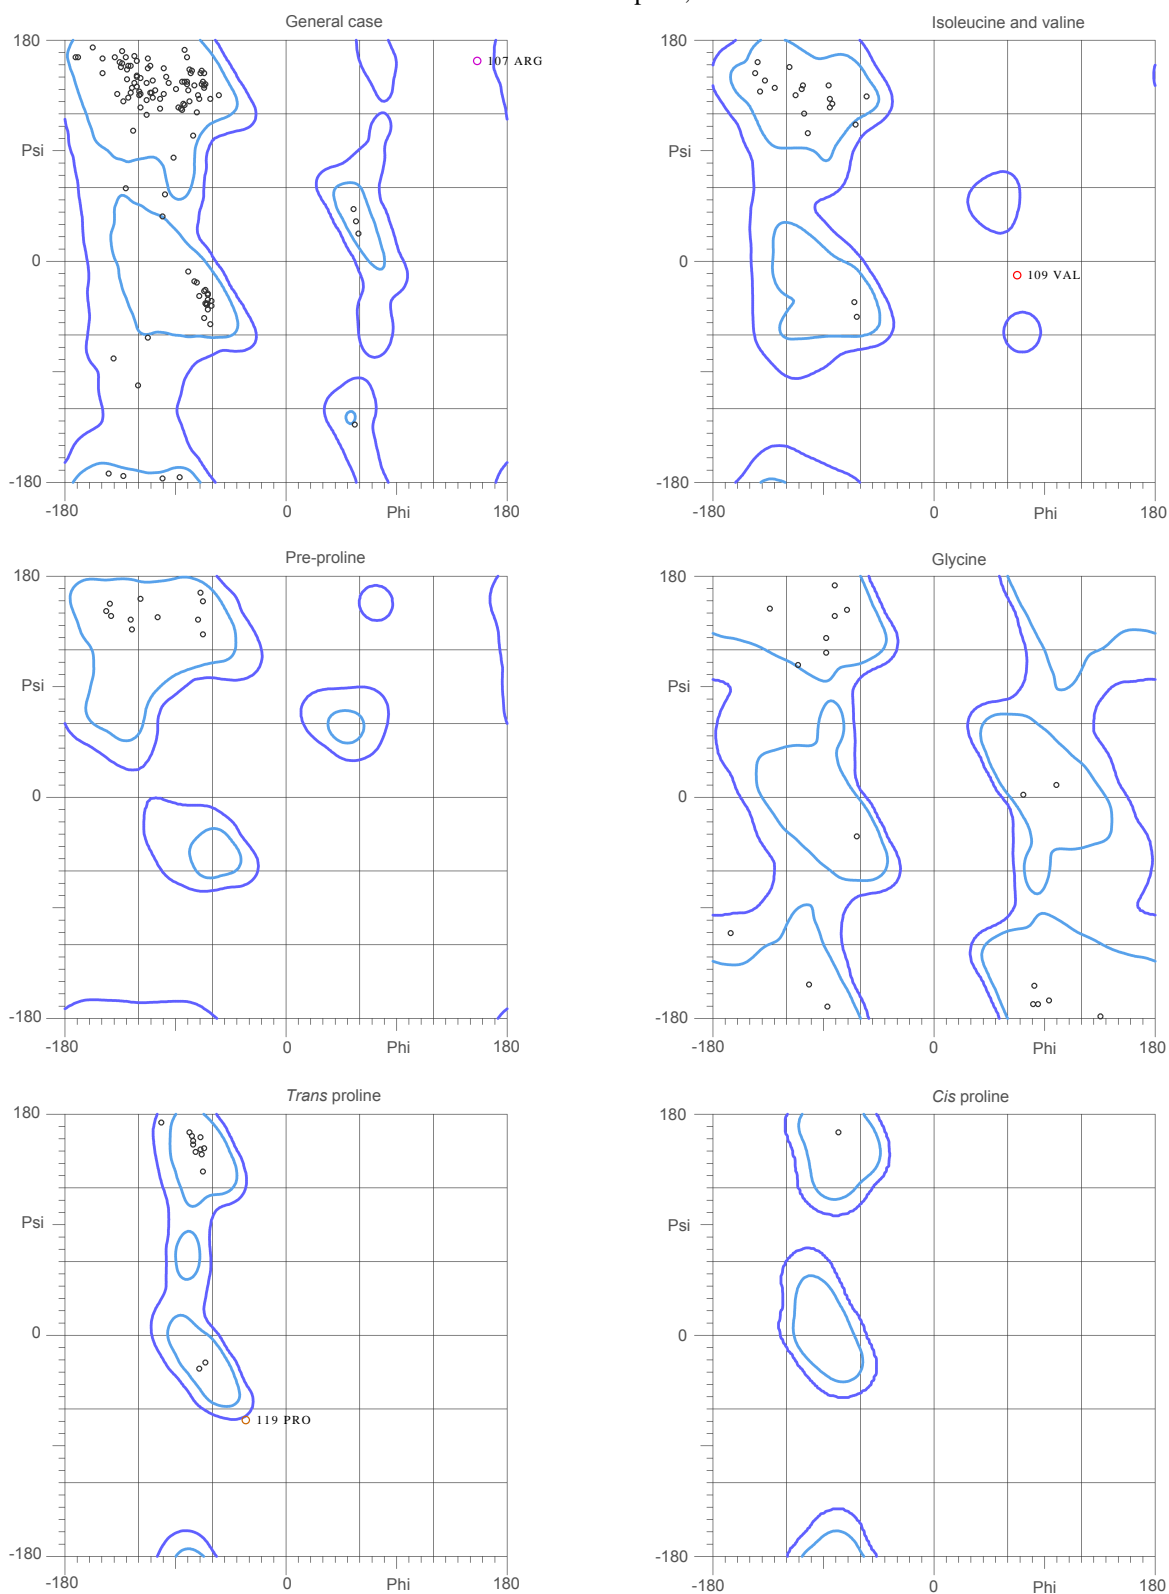 General case
180
107 ARG
Psi
0
-180
-180
0
Phi
180
Isoleucine and valine
180
Psi
109 VAL
0
-180
-180
0
Phi
180
Pre-proline
180
Psi
0
-180
-180
0
Phi
180
Glycine
180
Psi
0
-180
-180
0
Phi
180
Trans proline
180
Psi
0
119 PRO
-180
-180
0
Phi
180
Cis proline
180
Psi
0
-180
-180
0
Phi
180